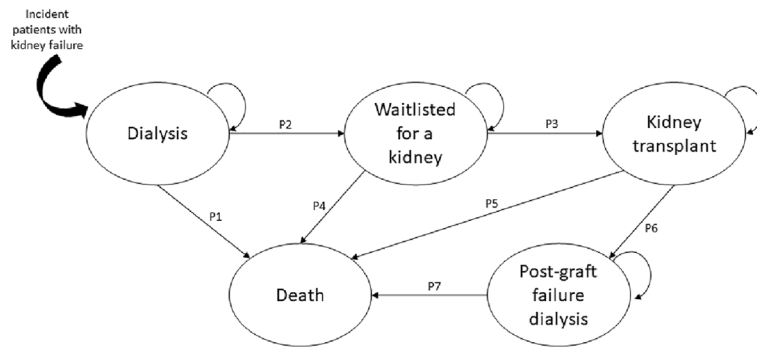 Incident
patients with
kidney failure
Dialysis
P2
Waitlisted
for a
kidney
P3
Kidney
transplant
P1
P4
P5
P6
Death
P7
Post-graft
failure
dialysis